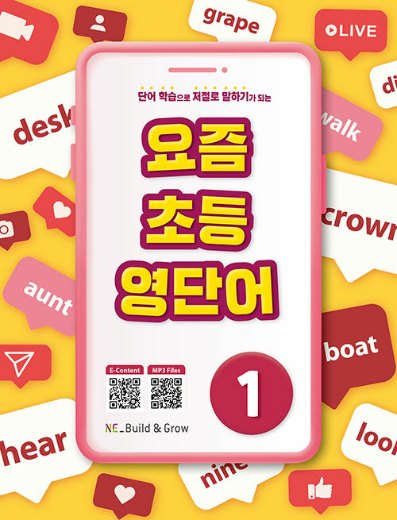 grape
LIVE
desk
walk
단어 학습으로 저절로 말하기가 되는
요즘
초등
영단어
crown
aunt
boat
E-Content
MP3 Files
1
NE_Build & Grow
hear
nine